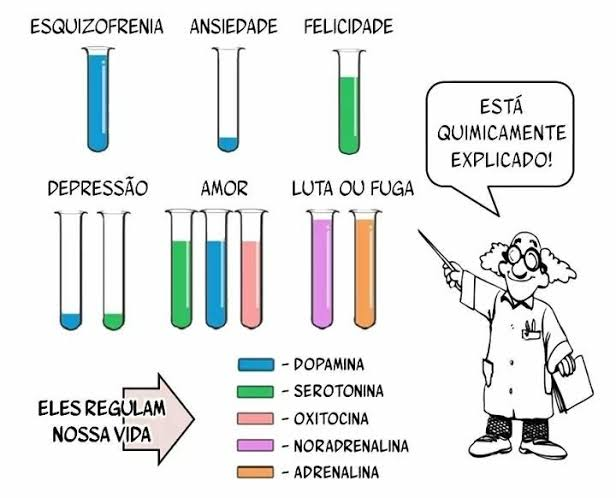 ESQUIZOFRENIA ANSIEDADE FELICIDADE
ESTÁ
QUIMICAMENTE
EXPLICADO!
DEPRESSÃO AMOR LUTA OU FUGA
- DOPAMINA
- SEROTONINA
- OXITOCINA
- NORADRENALINA
- ADRENALINA
ELES REGULAM
NOSSA VIDA